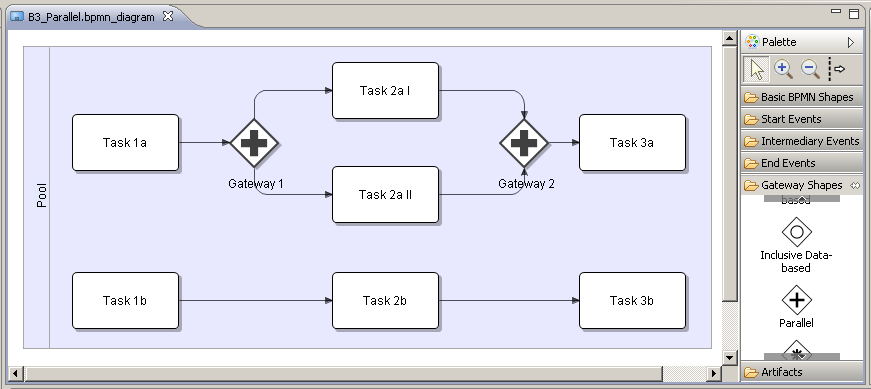 B3_Parallel.bpmn_diagram
Pool
Task 1a
Gateway 1
Task 2a I
Task 2a II
Gateway 2
Task 3a
Task 1b
Task 2b
Task 3b
Palette
Basic BPMN Shapes
Start Events
Intermediary Events
End Events
Gateway Shapes
based
Inclusive Data-
based
Parallel
Artifacts